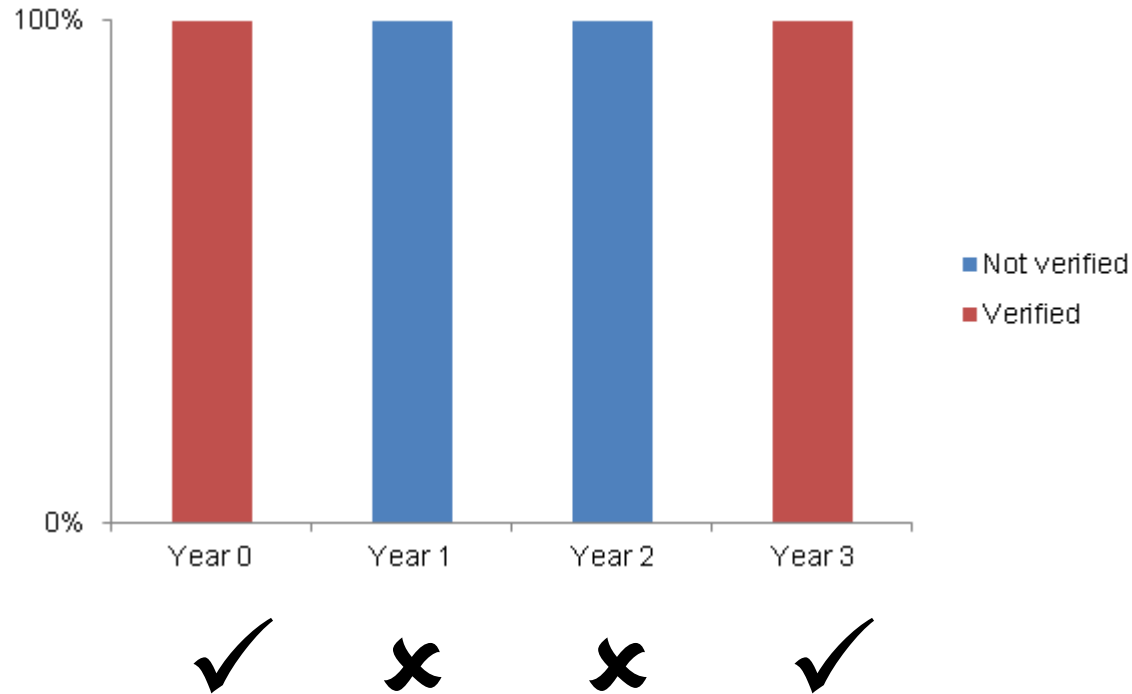 100%
0%
Year 0
Year 1
Year 2
Year 3
Not verified
Verified
✓ ✗ ✗ ✓